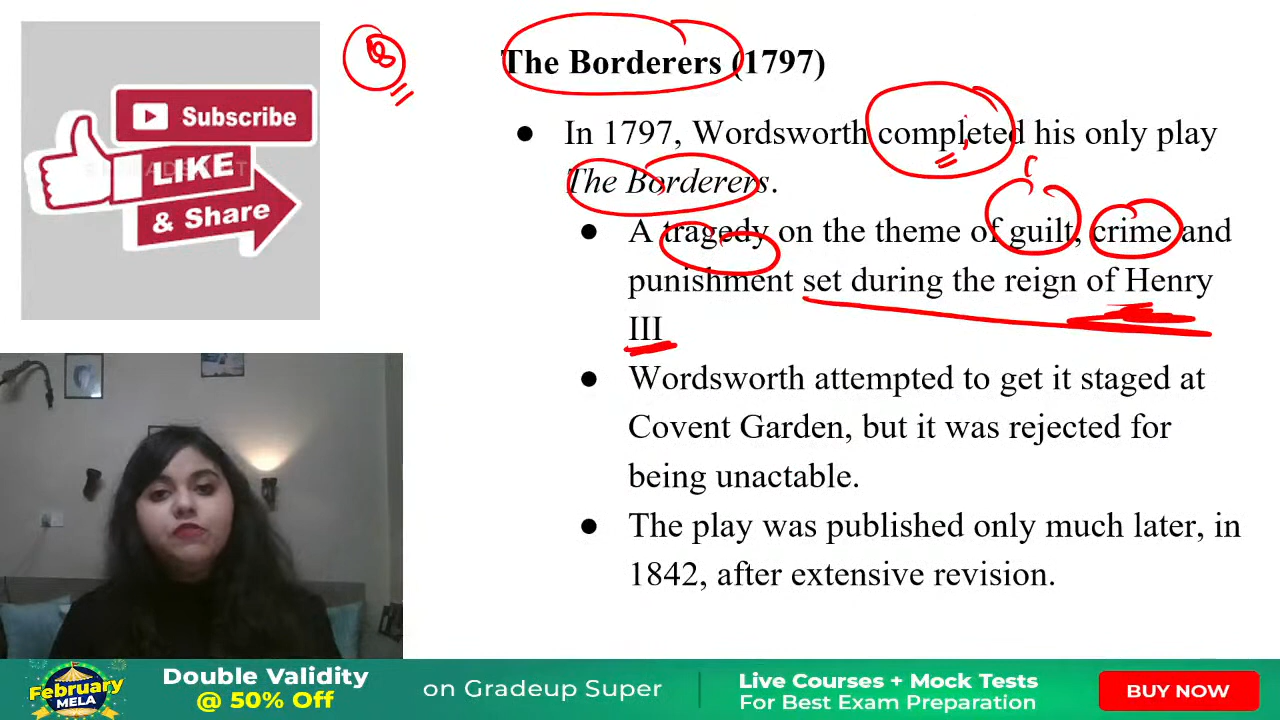 Subscribe
LIKE
& Share
8
The Borderers (1797)
● In 1797, Wordsworth completed his only play
The Borderers.
● A tragedy on the theme of guilt, crime and
punishment set during the reign of Henry
III
● Wordsworth attempted to get it staged at
Covent Garden, but it was rejected for
being unactable.
● The play was published only much later, in
1842, after extensive revision.
February
MELA
Double Validity
@ 50% Off
on Gradeup Super
Live Courses + Mock Tests
For Best Exam Preparation
BUY NOW